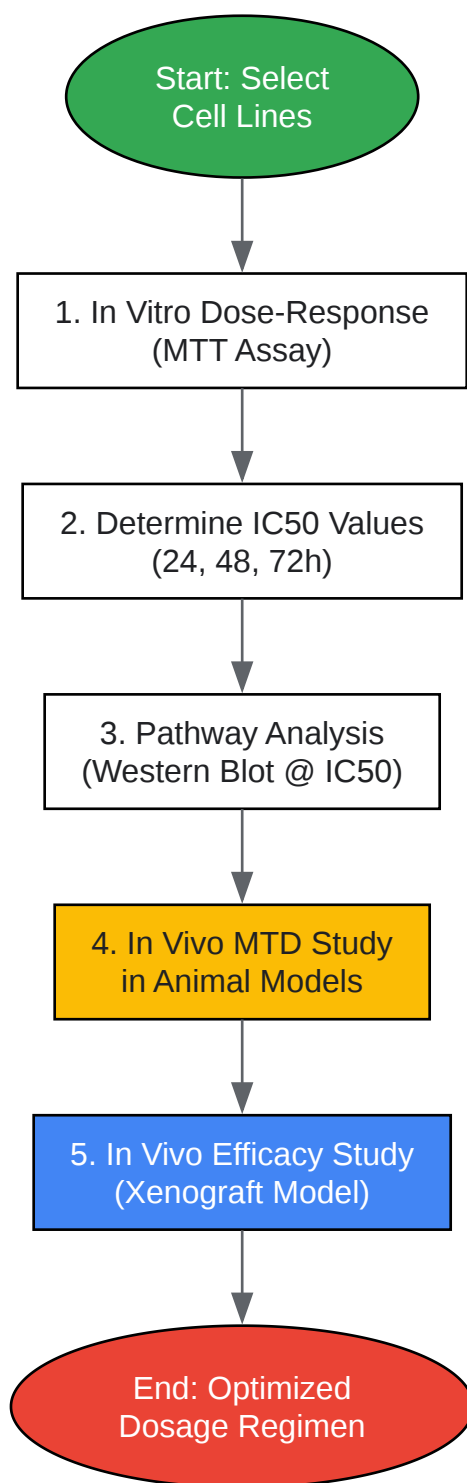 Start: Select
Cell Lines
1. In Vitro Dose-Response
(MTT Assay)
2. Determine IC50 Values
(24, 48, 72h)
3. Pathway Analysis
(Western Blot @ IC50)
4. In Vivo MTD Study
in Animal Models
5. In Vivo Efficacy Study
(Xenograft Model)
End: Optimized
Dosage Regimen